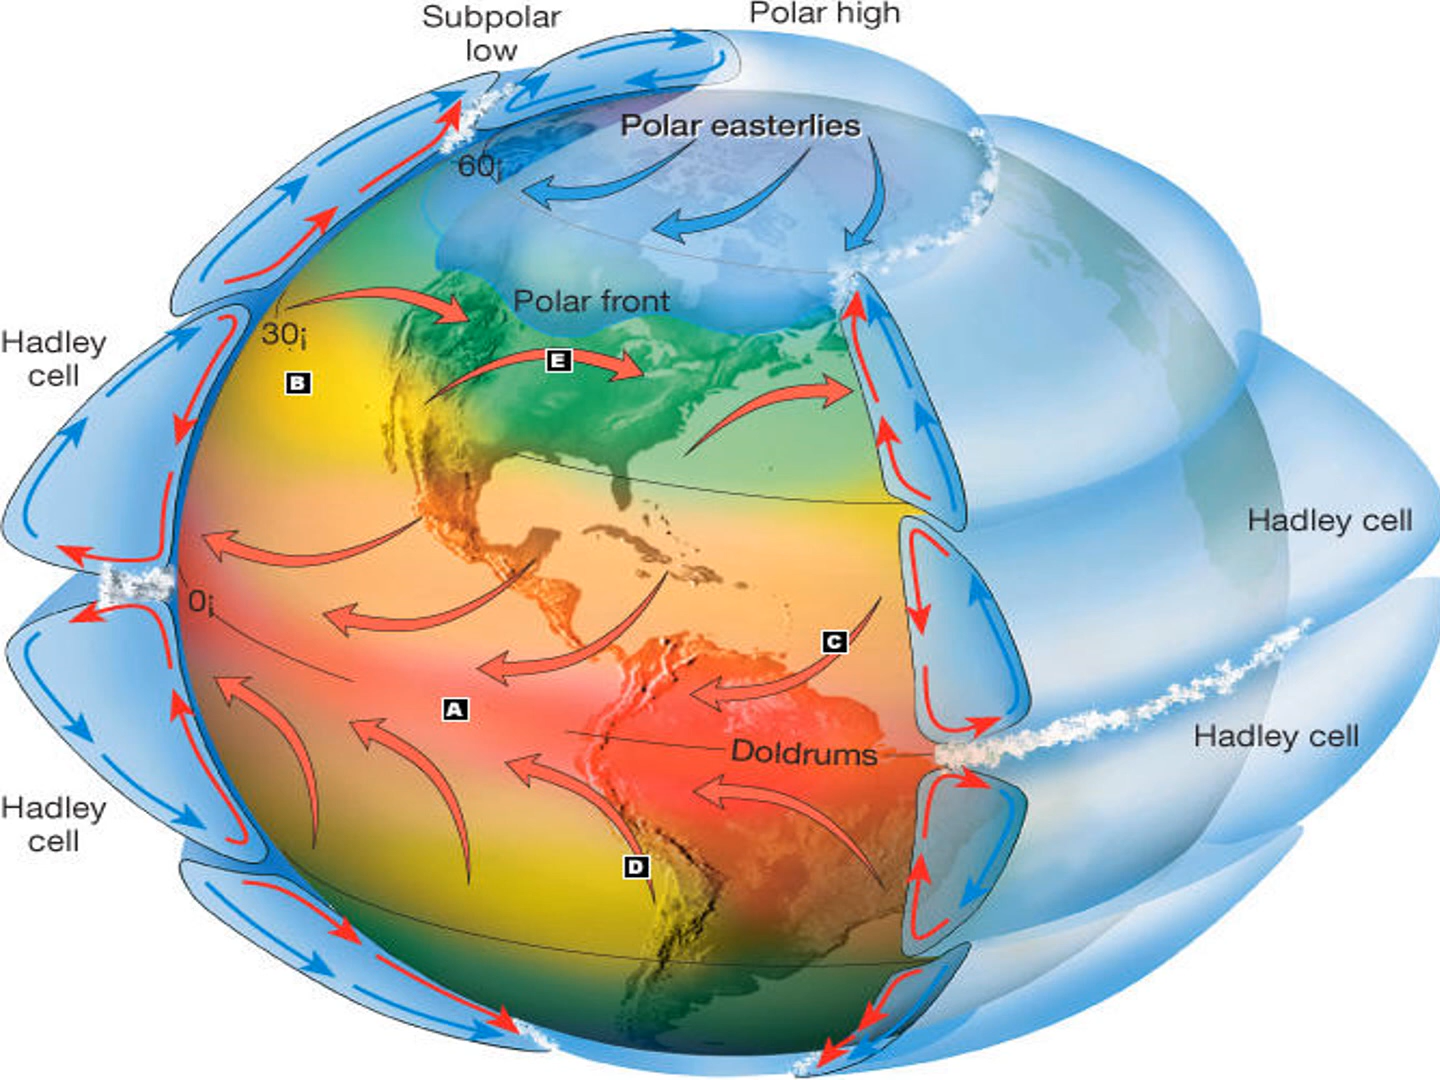 Subpolar
low
Polar high
Polar easterlies
60¡
Polar front
30¡
Hadley
cell
E
B
Hadley cell
0¡
C
A
Doldrums
Hadley cell
Hadley
cell
D